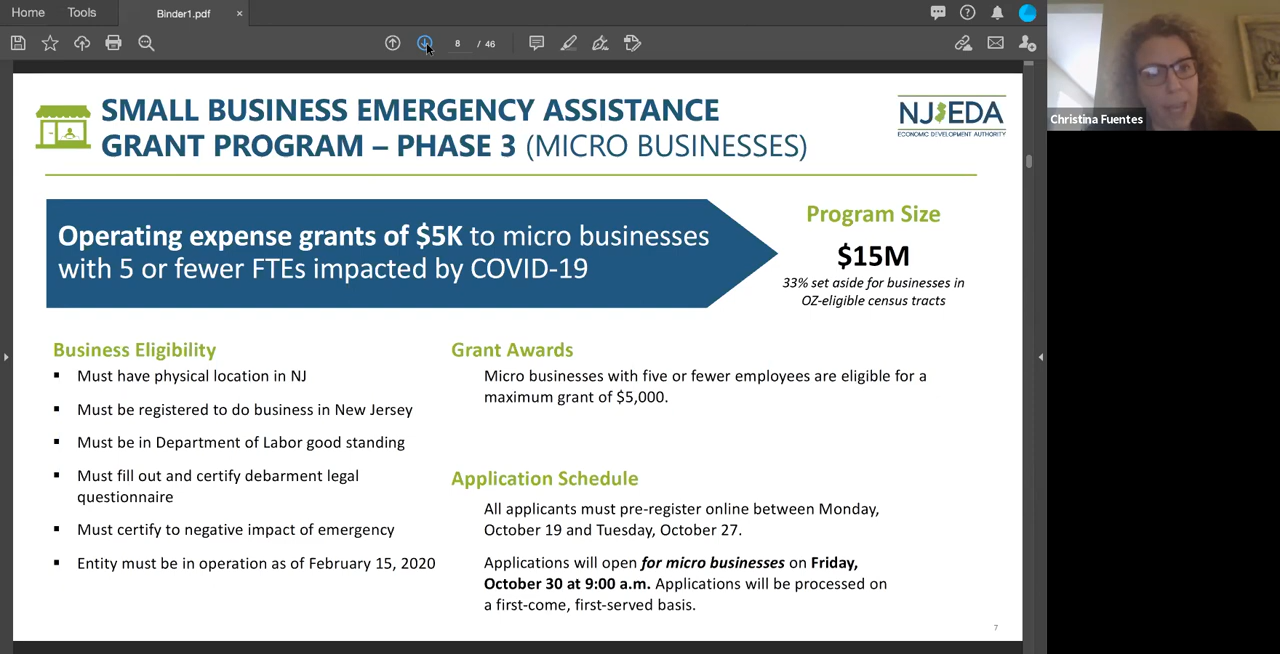 Home
Tools
Binder1.pdf
×
8
/ 46
SMALL BUSINESS EMERGENCY ASSISTANCE
GRANT PROGRAM – PHASE 3 (MICRO BUSINESSES)
NJEDA
ECONOMIC DEVELOPMENT AUTHORITY
Christina Fuentes
Operating expense grants of $5K to micro businesses
with 5 or fewer FTEs impacted by COVID-19
Program Size
$15M
33% set aside for businesses in
OZ-eligible census tracts
Business Eligibility
▪ Must have physical location in NJ
▪ Must be registered to do business in New Jersey
▪ Must be in Department of Labor good standing
▪ Must fill out and certify debarment legal
questionnaire
▪ Must certify to negative impact of emergency
▪ Entity must be in operation as of February 15, 2020
Grant Awards
Micro businesses with five or fewer employees are eligible for a
maximum grant of $5,000.
Application Schedule
All applicants must pre-register online between Monday,
October 19 and Tuesday, October 27.
Applications will open for micro businesses on Friday,
October 30 at 9:00 a.m. Applications will be processed on
a first-come, first-served basis.
7